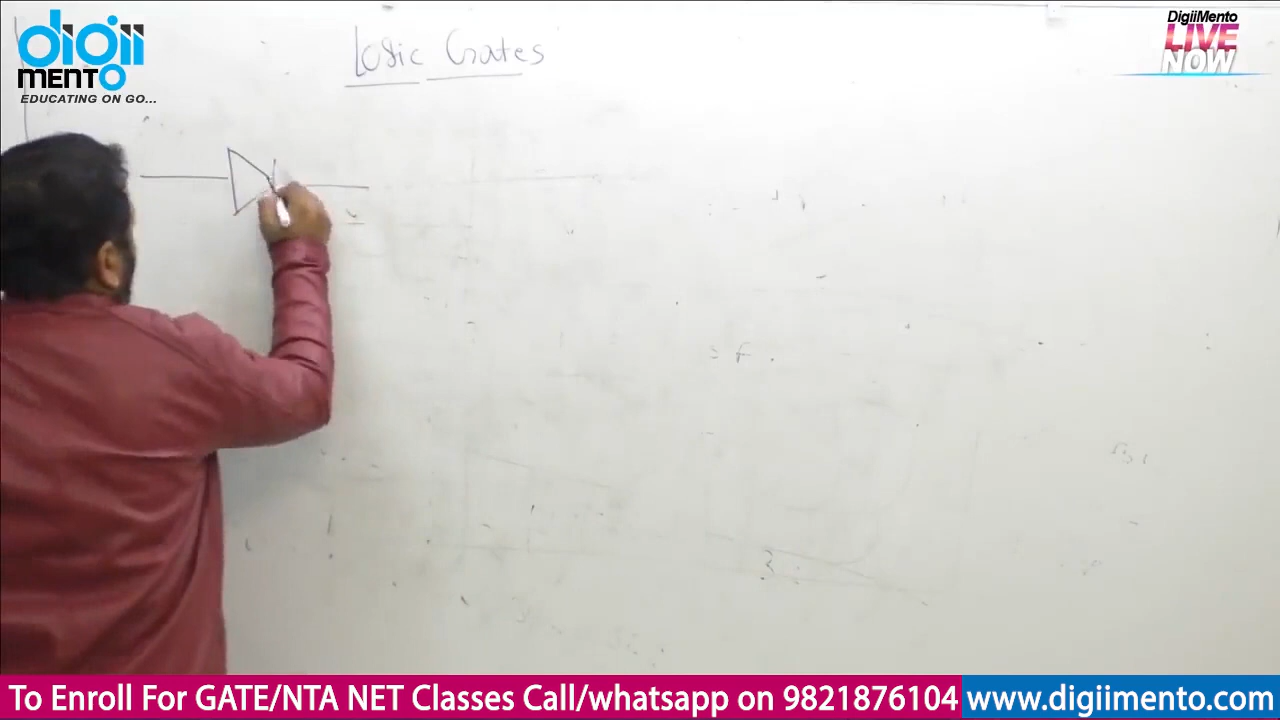 digii
MENTO
EDUCATING ON GO...
DigiiMento
LIVE
NOW
Logic Gates
To Enroll For GATE/NTA NET Classes Call/whatsapp on 9821876104
www.digiimento.com